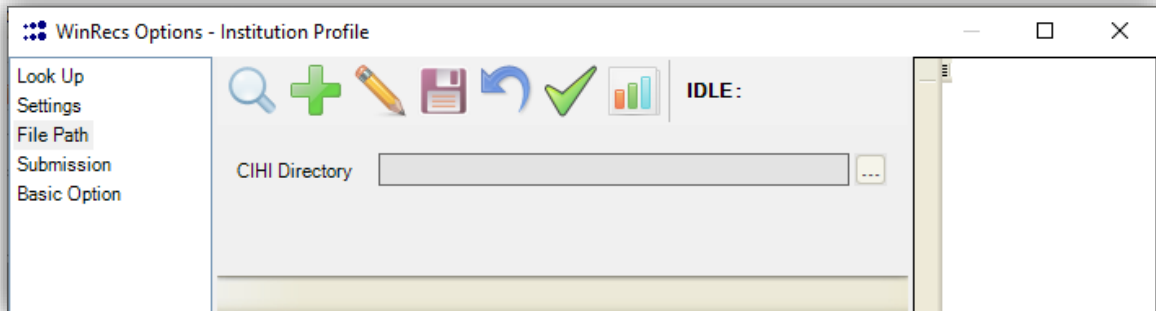 WinRecs Options - Institution Profile
Look Up
Settings
File Path
Submission
Basic Option
IDLE:
CIHI Directory
...